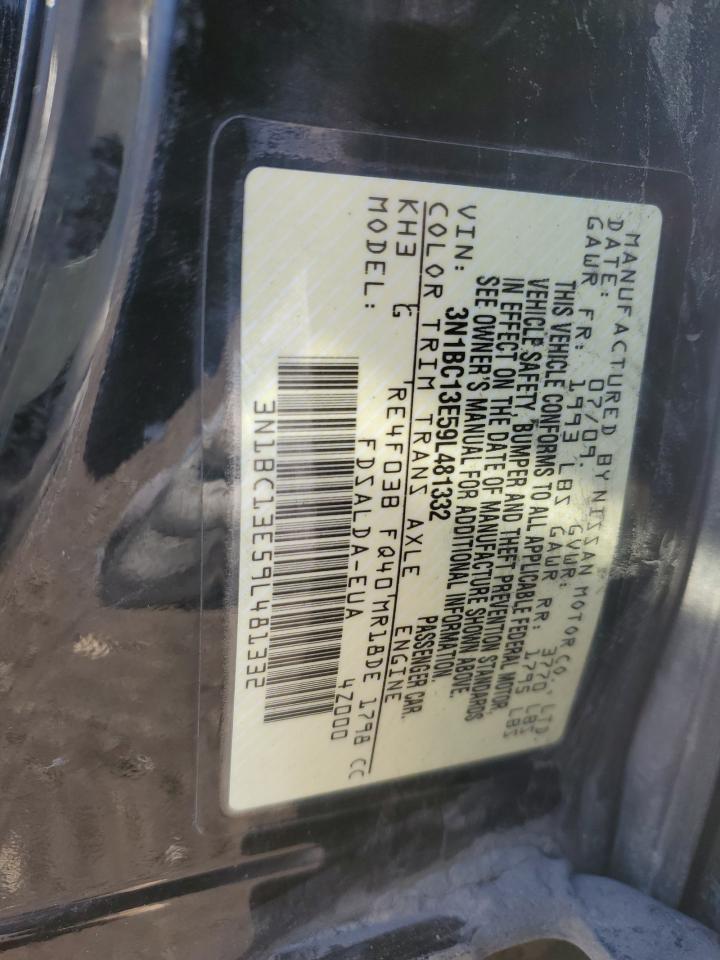 MANUFACTURED BY NISSAN MOTOR CO., LTD.
DATE: 07/09. GVWR: 3770 LBS
GAWR FR: 1993 LBS GAWR RR: 1795 LBS
THIS VEHICLE CONFORMS TO ALL APPLICABLE FEDERAL MOTOR
VEHICLE SAFETY, BUMPER AND THEFT PREVENTION STANDARDS
IN EFFECT ON THE DATE OF MANUFACTURE SHOWN ABOVE.
SEE OWNER'S MANUAL FOR ADDITIONAL INFORMATION.
VIN: 3N1BC13E59L481332 PASSENGER CAR.
COLOR TRIM TRANS AXLE ENGINE
KH3 G RE4F03B FQ40 MR18DE 1798 CC
MODEL: FDSALDA-EUA 4Z000
3N1BC13E59L481332